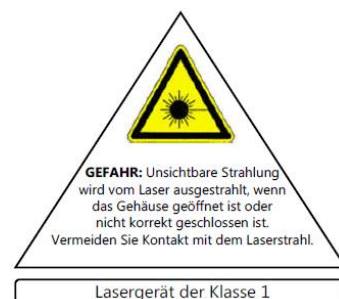 GEFAHR: Unsichtbare Strahlung
wird vom Laser ausgestrahlt, wenn
das Gehäuse geöffnet ist oder
nicht korrekt geschlossen ist.
Vermeiden Sie Kontakt mit dem Laserstrahl.
Lasergerät der Klasse 1